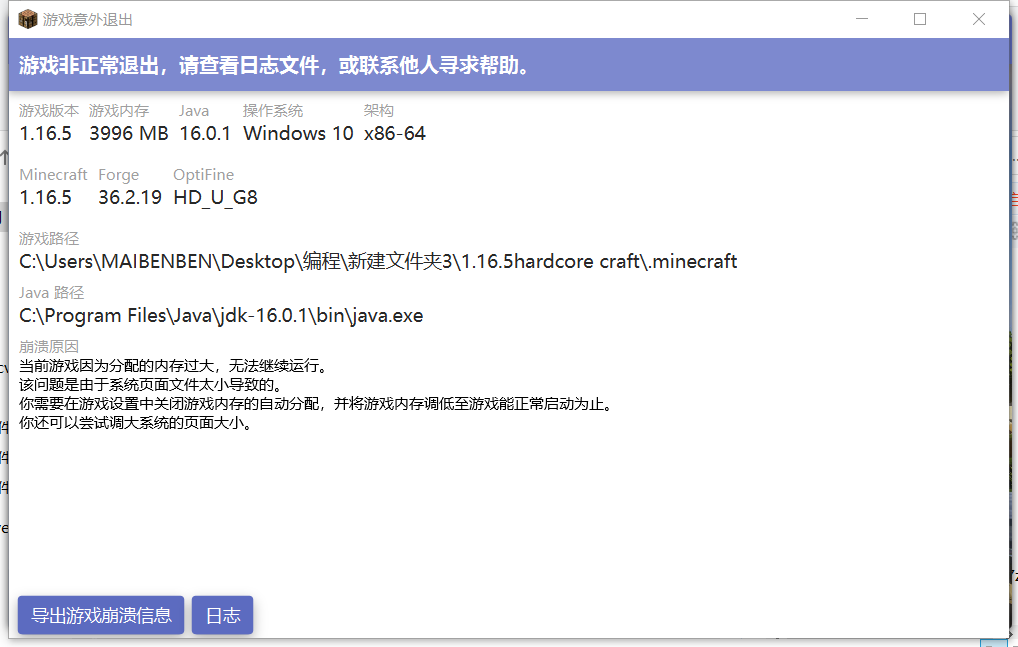 游戏意外退出
游戏非正常退出，请查看日志文件，或联系他人寻求帮助。
游戏版本 游戏内存 Java 操作系统 架构
1.16.5 3996 MB 16.0.1 Windows 10 x86-64
Minecraft Forge OptiFine
1.16.5 36.2.19 HD_U_G8
游戏路径
C:\Users\MAIBENBEN\Desktop\编程\新建文件夹3\1.16.5hardcore craft\.minecraft
Java 路径
C:\Program Files\Java\jdk-16.0.1\bin\java.exe
崩溃原因
当前游戏因为分配的内存过大，无法继续运行。
该问题是由于系统页面文件太小导致的。
你需要在游戏设置中关闭游戏内存的自动分配，并将游戏内存调低至游戏能正常启动为止。
你还可以尝试调大系统的页面大小。
导出游戏崩溃信息 日志